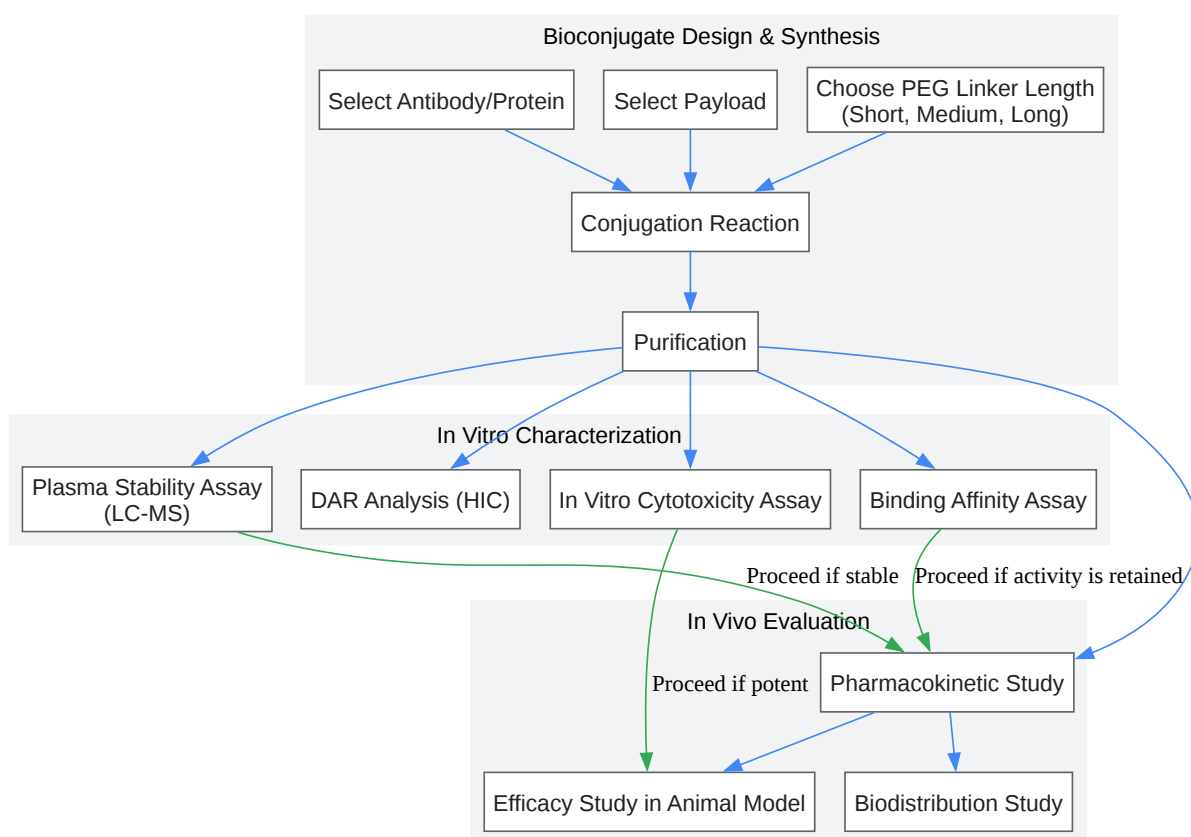 Bioconjugate Design & Synthesis
Select Antibody/Protein
Select Payload
Choose PEG Linker Length
(Short, Medium, Long)
Conjugation Reaction
Purification
In Vitro Characterization
Plasma Stability Assay
(LC-MS)
DAR Analysis (HIC)
In Vitro Cytotoxicity Assay
Binding Affinity Assay
Proceed if stable
Proceed if activity is retained
In Vivo Evaluation
Proceed if potent
Pharmacokinetic Study
Efficacy Study in Animal Model
Biodistribution Study